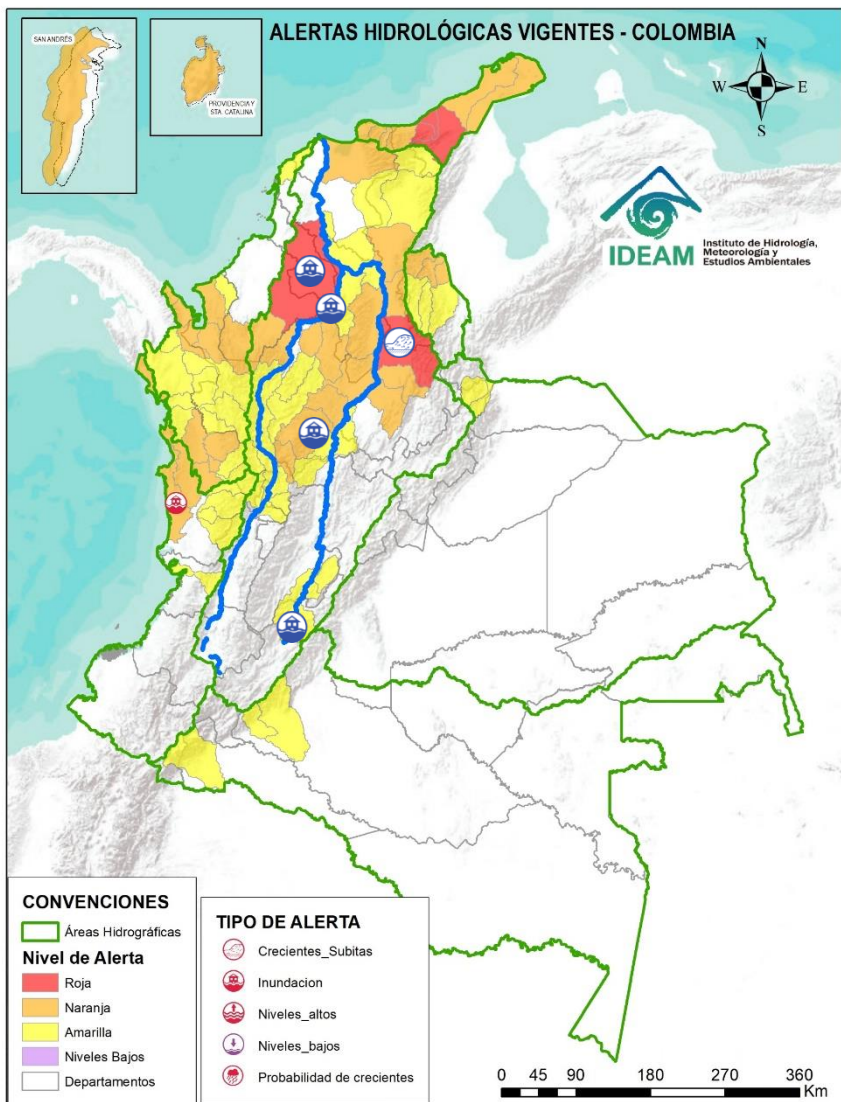 ALERTAS HIDROLÓGICAS VIGENTES - COLOMBIA
SAN ANDRÉS
PROVIDENCIA Y
STA. CATALINA
N
W
E
S
IDEAM
Instituto de Hidrología,
Meteorología y
Estudios Ambientales
CONVENCIONES
Áreas Hidrográficas
Nivel de Alerta
Roja
Naranja
Amarilla
Niveles Bajos
Departamentos
TIPO DE ALERTA
Crecientes_Subitas
Inundacion
Niveles_altos
Niveles_bajos
Probabilidad de crecientes
0 45 90 180 270 360
Km